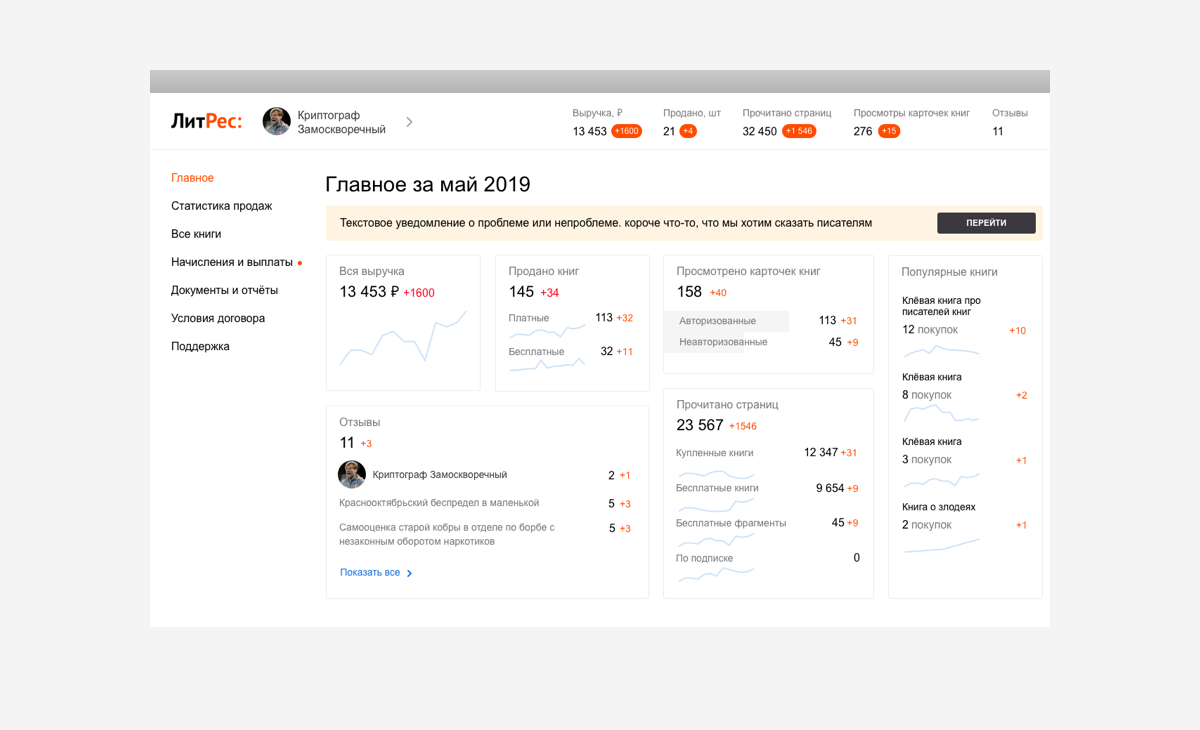 ЛитРес:
Криптограф
Замоскворечный
Выручка, ₽
13 453 +1600
Продано, шт
21 +4
Прочитано страниц
32 450 +1 546
Просмотры карточек книг
276 +15
Отзывы
11
Главное
Статистика продаж
Все книги
Начисления и выплаты
Документы и отчёты
Условия договора
Поддержка
Главное за май 2019
Текстовое уведомление о проблеме или непроблеме. короче что-то, что мы хотим сказать писателям
ПЕРЕЙТИ
Вся выручка
13 453 ₽ +1600
Продано книг
145 +34
Платные 113 +32
Бесплатные 32 +11
Просмотрено карточек книг
158 +40
Авторизованные 113 +31
Неавторизованные 45 +9
Отзывы
11 +3
Криптограф Замоскворечный 2 +1
Краснооктябрьский беспредел в маленькой 5 +3
Самооценка старой кобры в отделе по борбе с 5 +3
незаконным оборотом наркотиков
Показать все
Прочитано страниц
23 567 +1546
Купленные книги 12 347 +31
Бесплатные книги 9 654 +9
Бесплатные фрагменты 45 +9
По подписке 0
Популярные книги
Клёвая книга про
писателей книг
12 покупок +10
Клёвая книга
8 покупок +2
Клёвая книга
3 покупок +1
Книга о злодеях
2 покупок +1